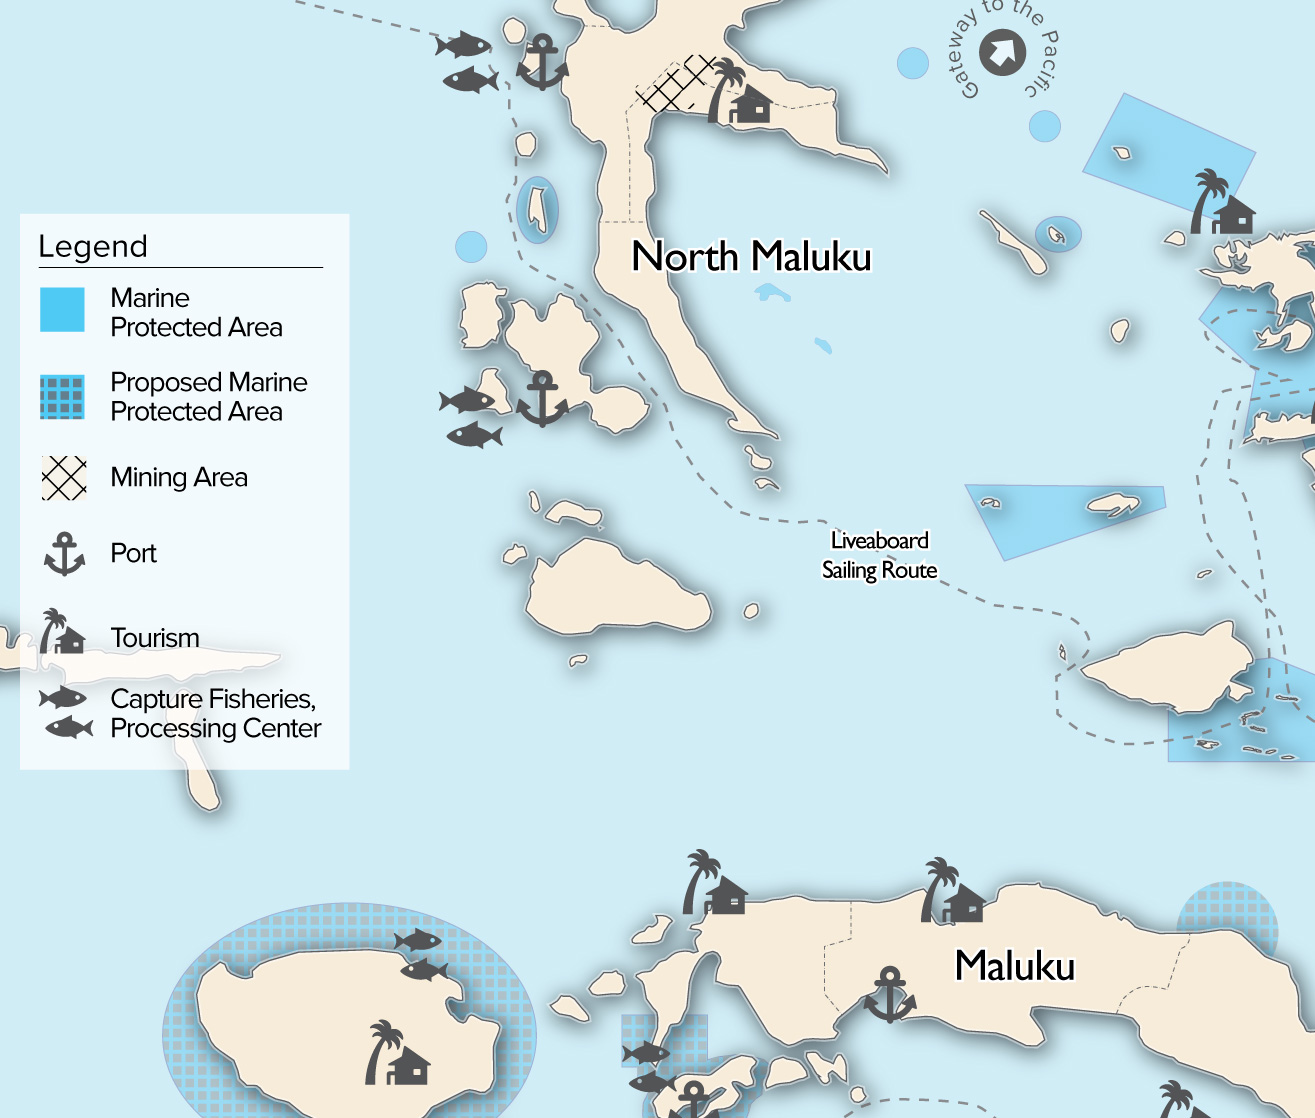 Gateway to the Pacific
North Maluku
Legend
Marine
Protected Area
Proposed Marine
Protected Area
Mining Area
Port
Tourism
Capture Fisheries,
Processing Center
Liveaboard
Sailing Route
Maluku